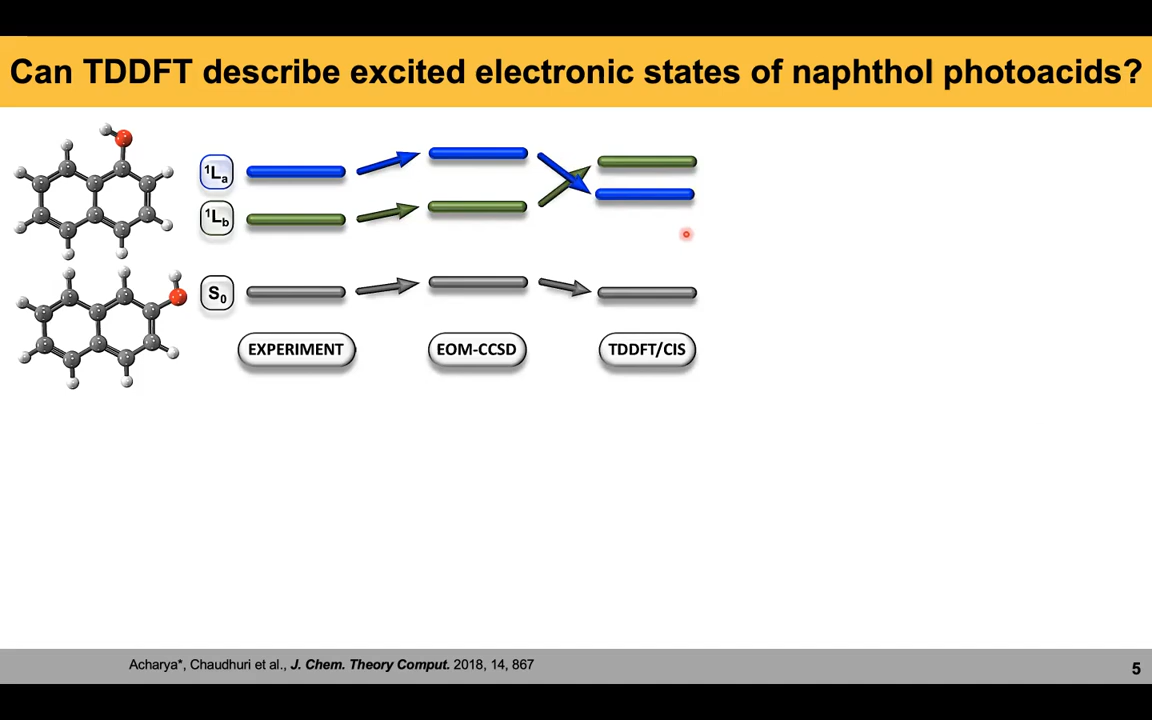 Can TDDFT describe excited electronic states of naphthol photoacids?
¹Lₐ
¹L_b
S₀
EXPERIMENT EOM-CCSD TDDFT/CIS
Acharya*, Chaudhuri et al., J. Chem. Theory Comput. 2018, 14, 867
5